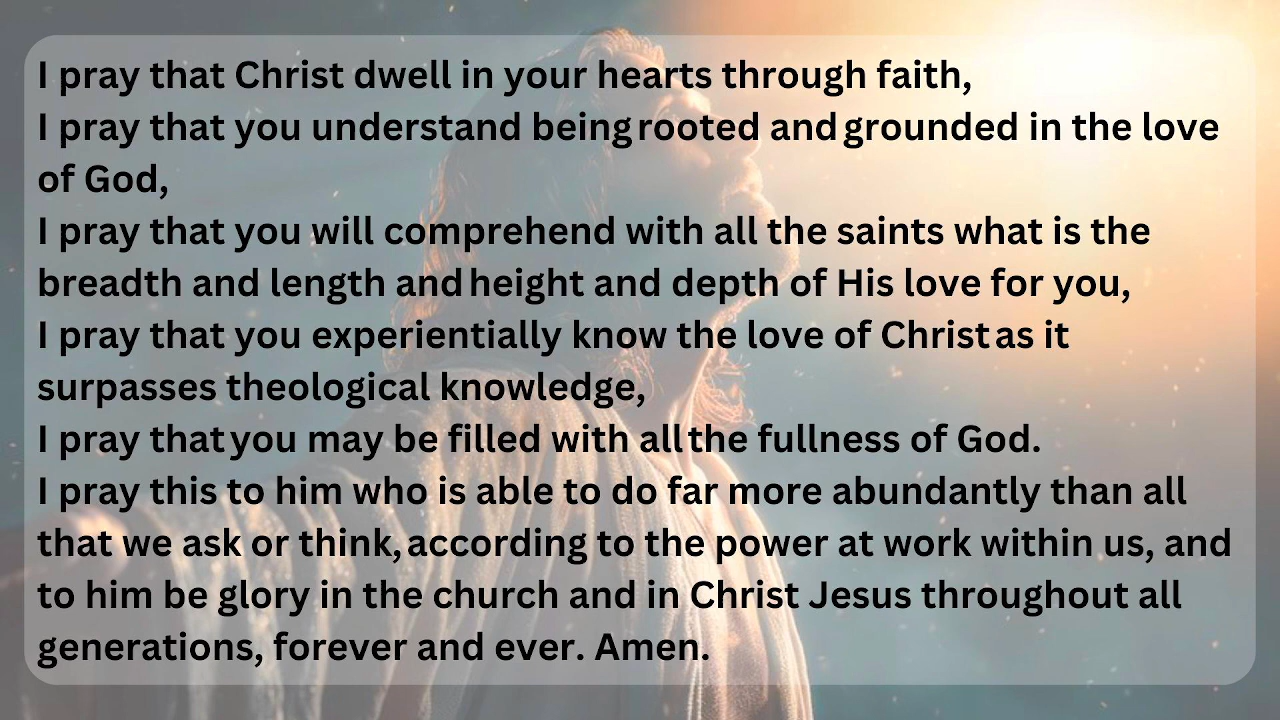 I pray that Christ dwell in your hearts through faith,
I pray that you understand being rooted and grounded in the love
of God,
I pray that you will comprehend with all the saints what is the
breadth and length and height and depth of His love for you,
I pray that you experientially know the love of Christ as it
surpasses theological knowledge,
I pray that you may be filled with all the fullness of God.
I pray this to him who is able to do far more abundantly than all
that we ask or think, according to the power at work within us, and
to him be glory in the church and in Christ Jesus throughout all
generations, forever and ever. Amen.